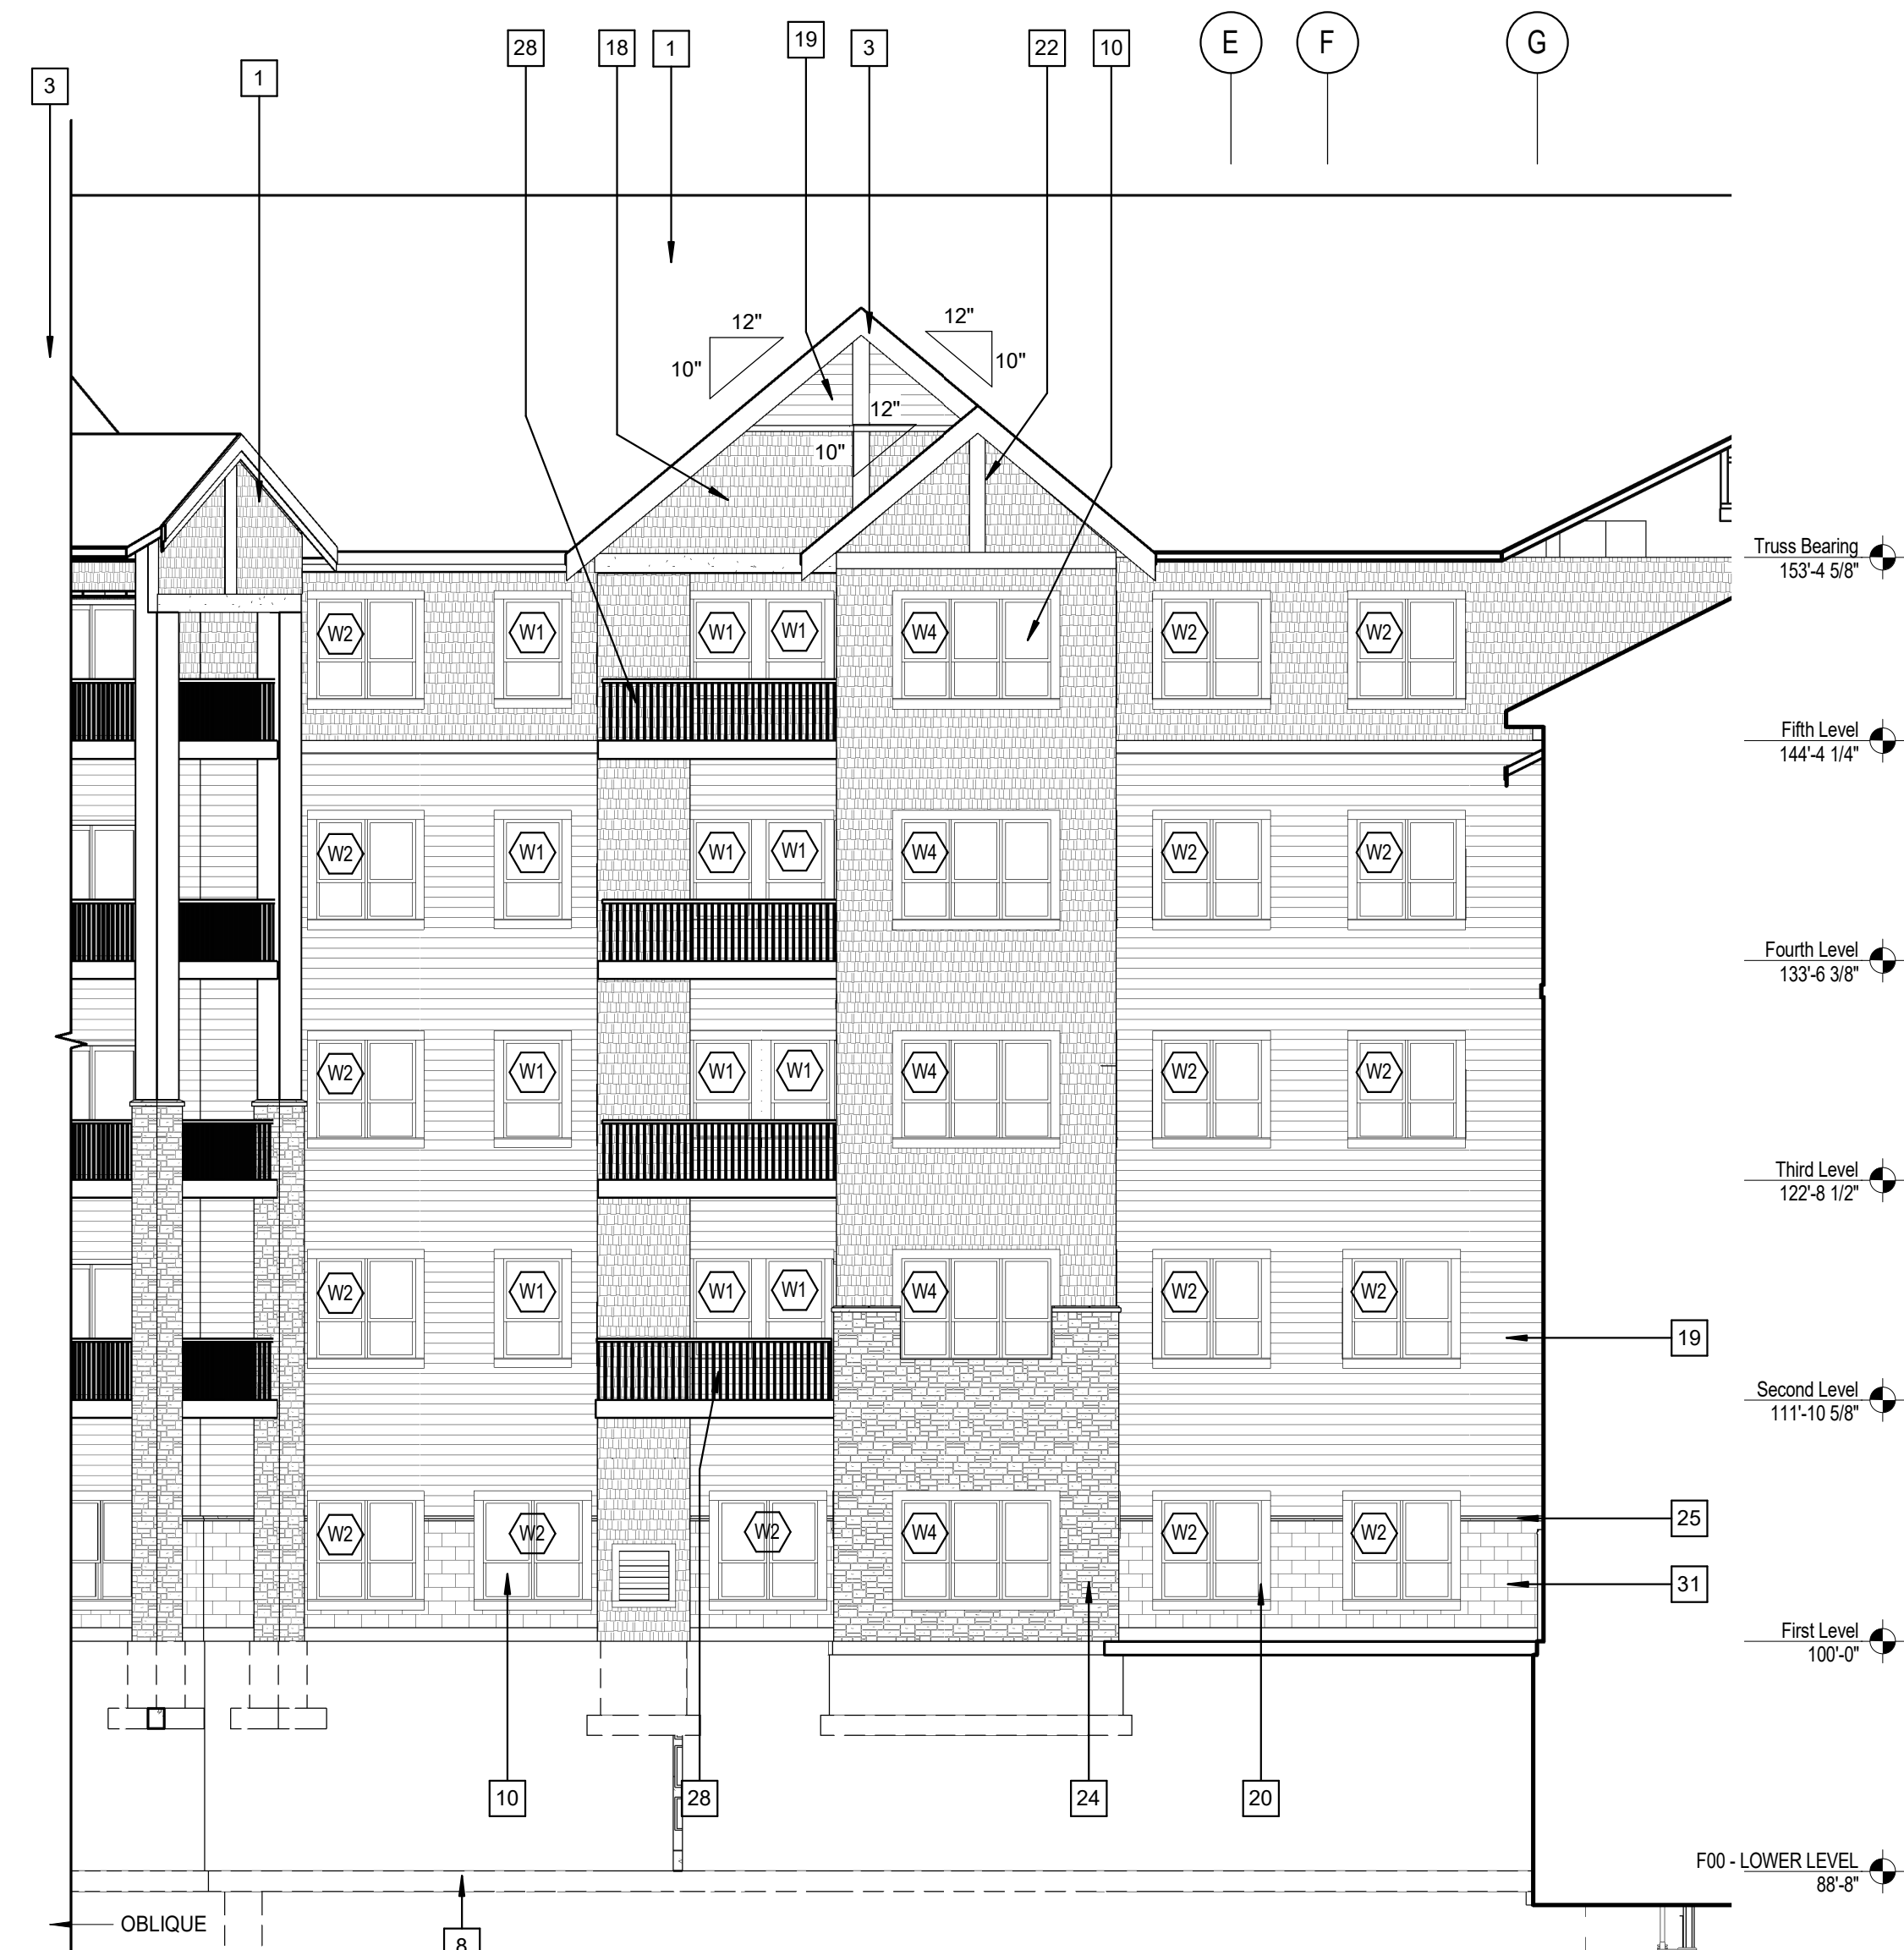 E F G
28 18 1 19 3 22 10
3 1
12" 12"
10" 10"
12"
10"
Truss Bearing
153'-4 5/8"
W2 W1 W1 W1 W4 W2 W2
Fifth Level
144'-4 1/4"
W2 W1 W1 W1 W4 W2 W2
Fourth Level
133'-6 3/8"
W2 W1 W1 W1 W4 W2 W2
Third Level
122'-8 1/2"
W2 W1 W1 W1 W4 W2 W2
19
Second Level
111'-10 5/8"
25
W2 W2 W2 W4 W2 W2
31
First Level
100'-0"
10 28 24 20
F00 - LOWER LEVEL
88'-8"
OBLIQUE
8